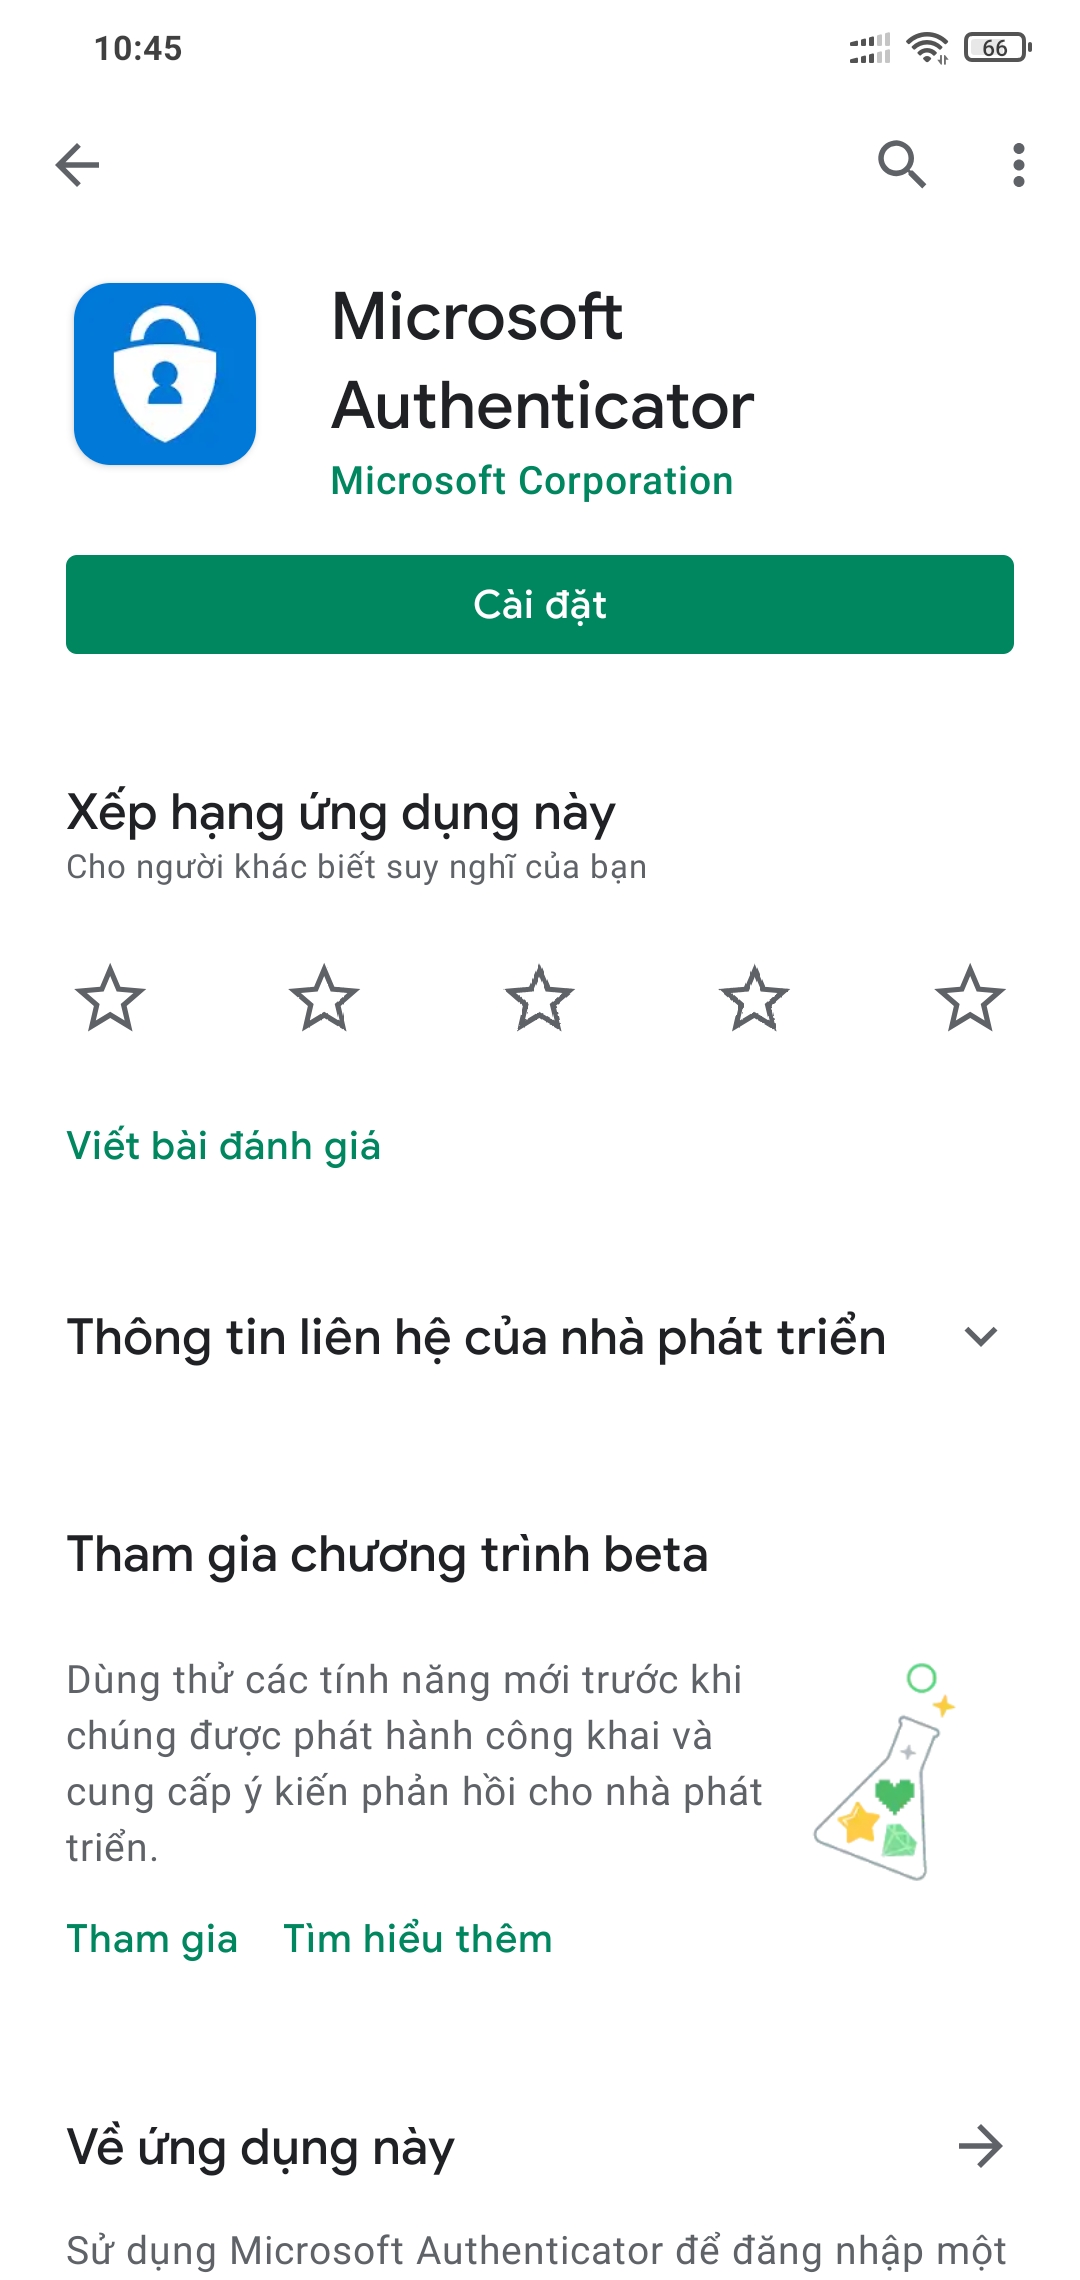 10:45
66
Microsoft
Authenticator
Microsoft Corporation
Cài đặt
Xếp hạng ứng dụng này
Cho người khác biết suy nghĩ của bạn
Viết bài đánh giá
Thông tin liên hệ của nhà phát triển
Tham gia chương trình beta
Dùng thử các tính năng mới trước khi
chúng được phát hành công khai và
cung cấp ý kiến phản hồi cho nhà phát
triển.
Tham gia Tìm hiểu thêm
Về ứng dụng này
Sử dụng Microsoft Authenticator để đăng nhập một